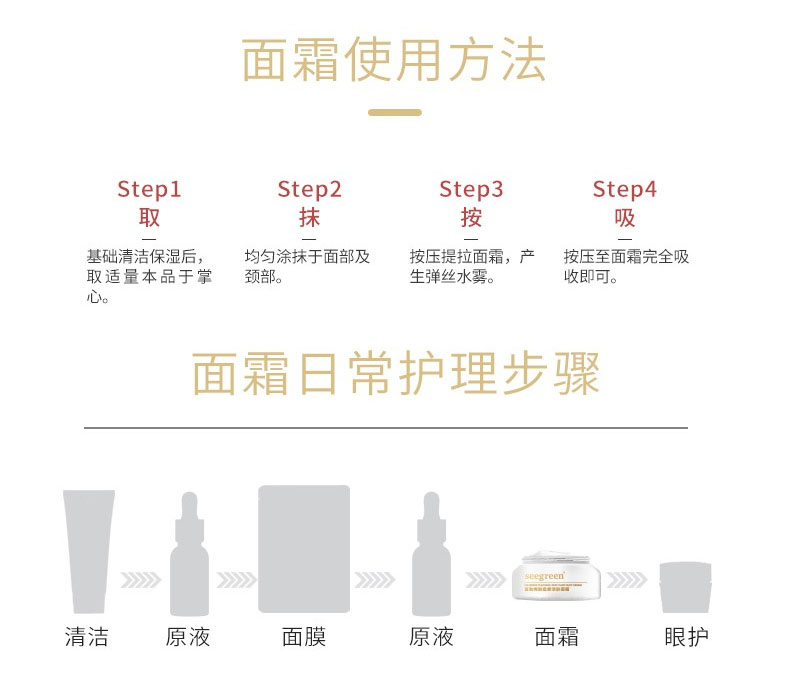 面霜使用方法
Step1
取
基础清洁保湿后，
取适量本品于掌
心。
Step2
抹
均匀涂抹于面部及
颈部。
Step3
按
按压提拉面霜，产
生弹丝水雾。
Step4
吸
按压至面霜完全吸
收即可。
面霜日常护理步骤
seegreen
清洁
原液
面膜
原液
面霜
眼护